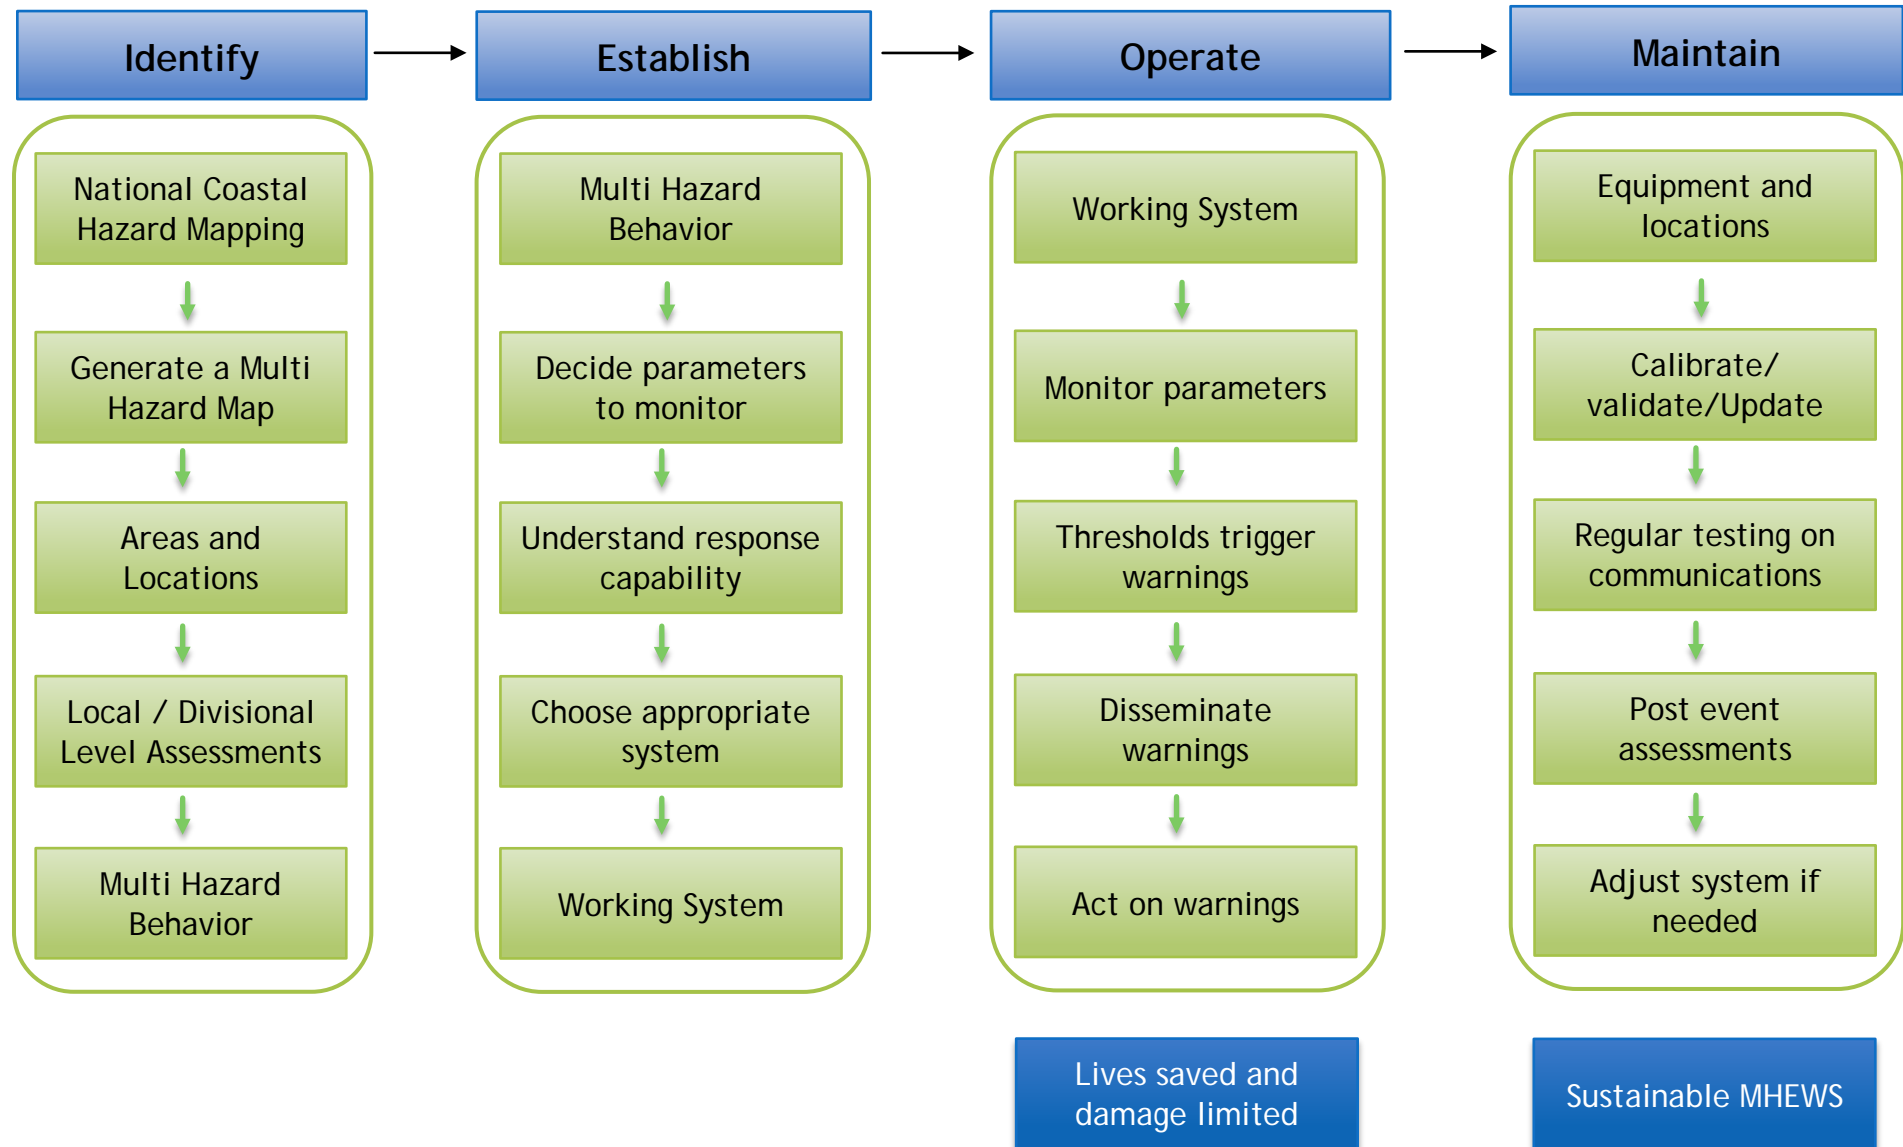 Identify
Establish
Operate
Maintain
National Coastal
Hazard Mapping
Generate a Multi
Hazard Map
Areas and
Locations
Local / Divisional
Level Assessments
Multi Hazard
Behavior
Multi Hazard
Behavior
Decide parameters
to monitor
Understand response
capability
Choose appropriate
system
Working System
Working System
Monitor parameters
Thresholds trigger
warnings
Disseminate
warnings
Act on warnings
Lives saved and
damage limited
Equipment and
locations
Calibrate/
validate/Update
Regular testing on
communications
Post event
assessments
Adjust system if
needed
Sustainable MHEWS